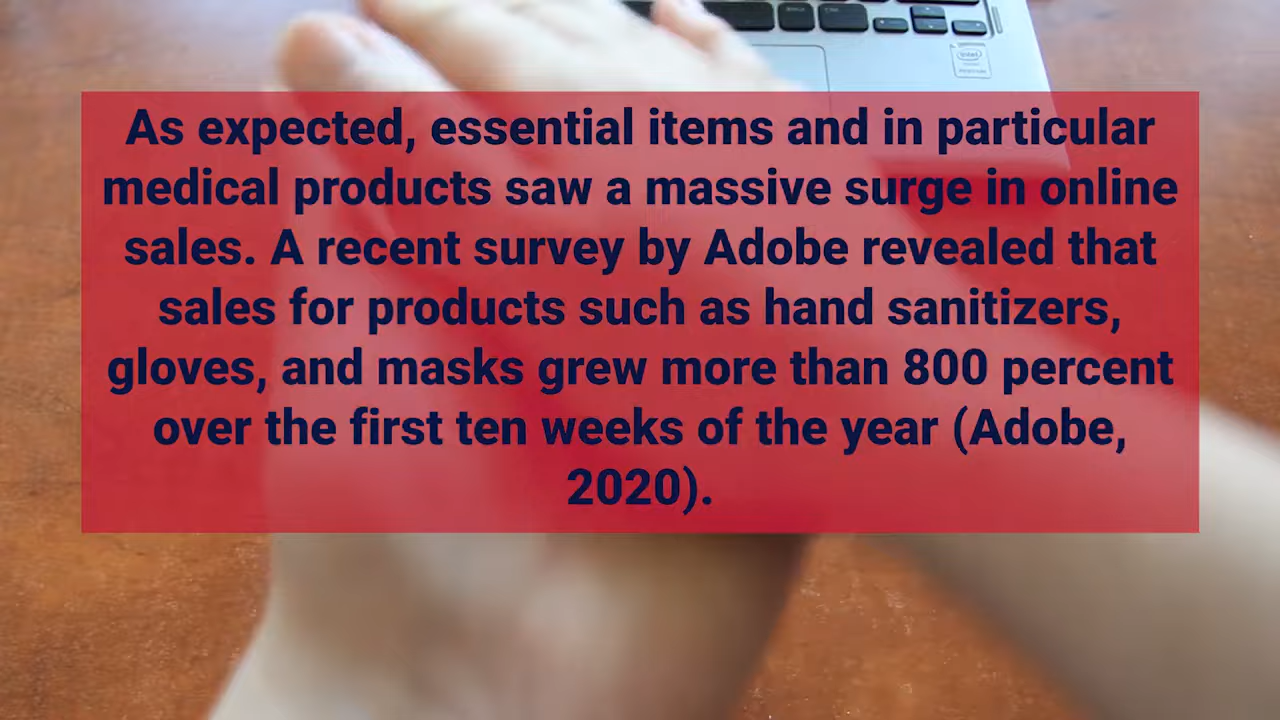 intel
As expected, essential items and in particular
medical products saw a massive surge in online
sales. A recent survey by Adobe revealed that
sales for products such as hand sanitizers,
gloves, and masks grew more than 800 percent
over the first ten weeks of the year (Adobe,
2020).